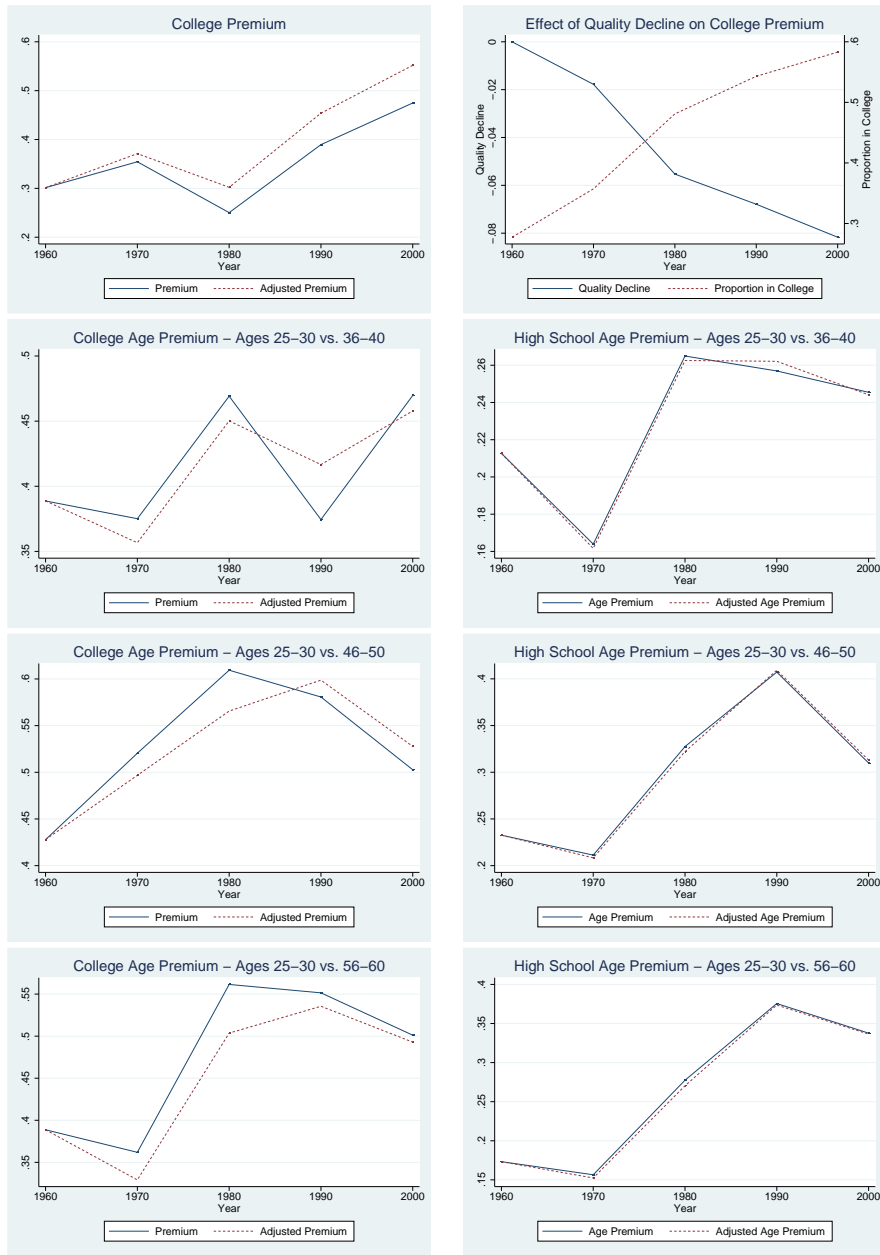 College Premium
.6
.5
.4
.3
.2
1960 1970 1980 1990 2000
Year
Premium Adjusted Premium
Effect of Quality Decline on College Premium
0
−.02
−.04
−.06
−.08
Quality Decline
.6
.5
.4
.3
Proportion in College
1960 1970 1980 1990 2000
Year
Quality Decline Proportion in College
College Age Premium − Ages 25−30 vs. 36−40
.5
.45
.4
.35
1960 1970 1980 1990 2000
Year
Premium Adjusted Premium
High School Age Premium − Ages 25−30 vs. 36−40
.26
.24
.22
.2
.18
.16
1960 1970 1980 1990 2000
Year
Age Premium Adjusted Age Premium
College Age Premium − Ages 25−30 vs. 46−50
.6
.55
.5
.45
.4
1960 1970 1980 1990 2000
Year
Premium Adjusted Premium
High School Age Premium − Ages 25−30 vs. 46−50
.4
.35
.3
.25
.2
1960 1970 1980 1990 2000
Year
Age Premium Adjusted Age Premium
College Age Premium − Ages 25−30 vs. 56−60
.55
.5
.45
.4
.35
1960 1970 1980 1990 2000
Year
Premium Adjusted Premium
High School Age Premium − Ages 25−30 vs. 56−60
.4
.35
.3
.25
.2
.15
1960 1970 1980 1990 2000
Year
Age Premium Adjusted Age Premium